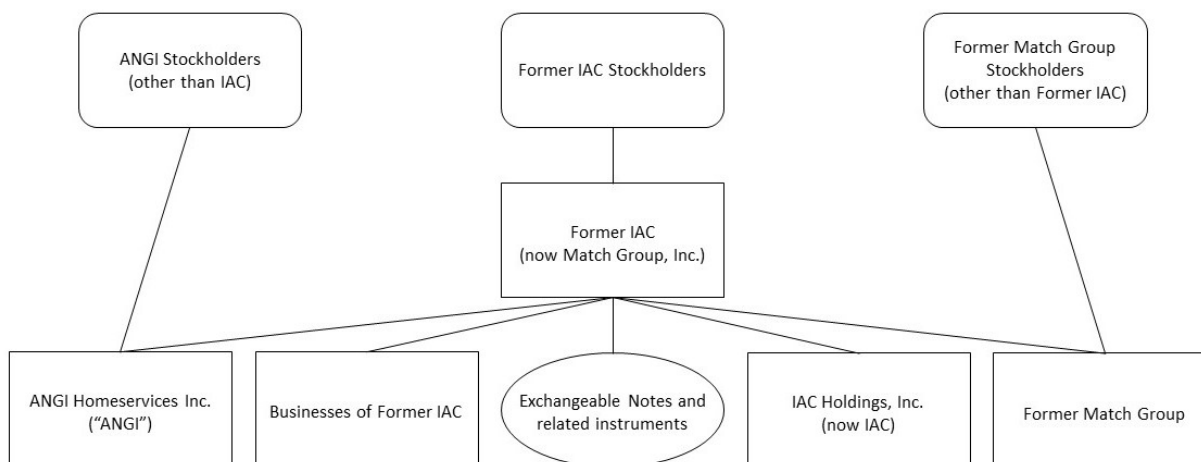 ANGI Stockholders
(other than IAC)
Former IAC Stockholders
Former Match Group
Stockholders
(other than Former IAC)
Former IAC
(now Match Group, Inc.)
ANGI Homeservices Inc.
(“ANGI”)
Businesses of Former IAC
Exchangeable Notes and
related instruments
IAC Holdings, Inc.
(now IAC)
Former Match Group